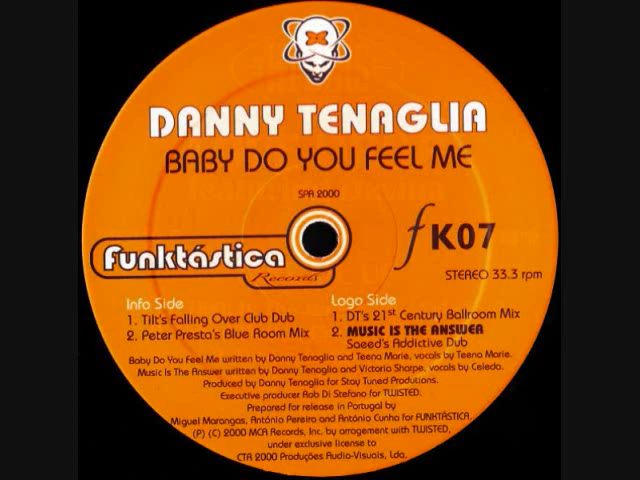 DANNY TENAGLIA
BABY DO YOU FEEL ME
SPA 2000
Funktástica
Records
fK07
STEREO 33.3 rpm
Info Side
1. Tilt's Falling Over Club Dub
2. Peter Presta's Blue Room Mix
Logo Side
1. DT's 21st Century Ballroom Mix
2. MUSIC IS THE ANSWER
Saeed's Addictive Dub
Baby Do You Feel Me written by Danny Tenaglia and Teena Marie, vocals by Teena Marie.
Music Is The Answer written by Danny Tenaglia and Victoria Sharpe, vocals by Celeda.
Produced by Danny Tenaglia for Stay Tuned Productions.
Executive producer Rob Di Stefano for TWISTED.
Prepared for release in Portugal by
Miguel Marangas, António Pereira and António Cunha for FUNKTÁSTICA.
(P) (C) 2000 MCA Records, Inc. by arrogement with TWISTED,
under exclusive license to
CTA 2000 Produções Audio-Visuais, Lda.